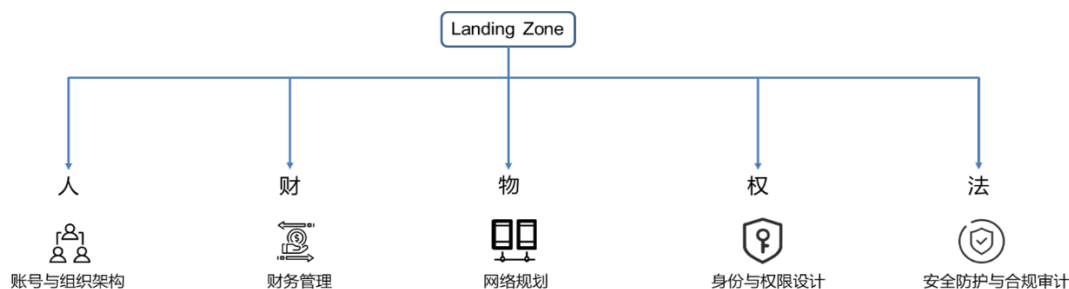 Landing Zone
人
财
物
权
法
账号与组织架构
财务管理
网络规划
身份与权限设计
安全防护与合规审计